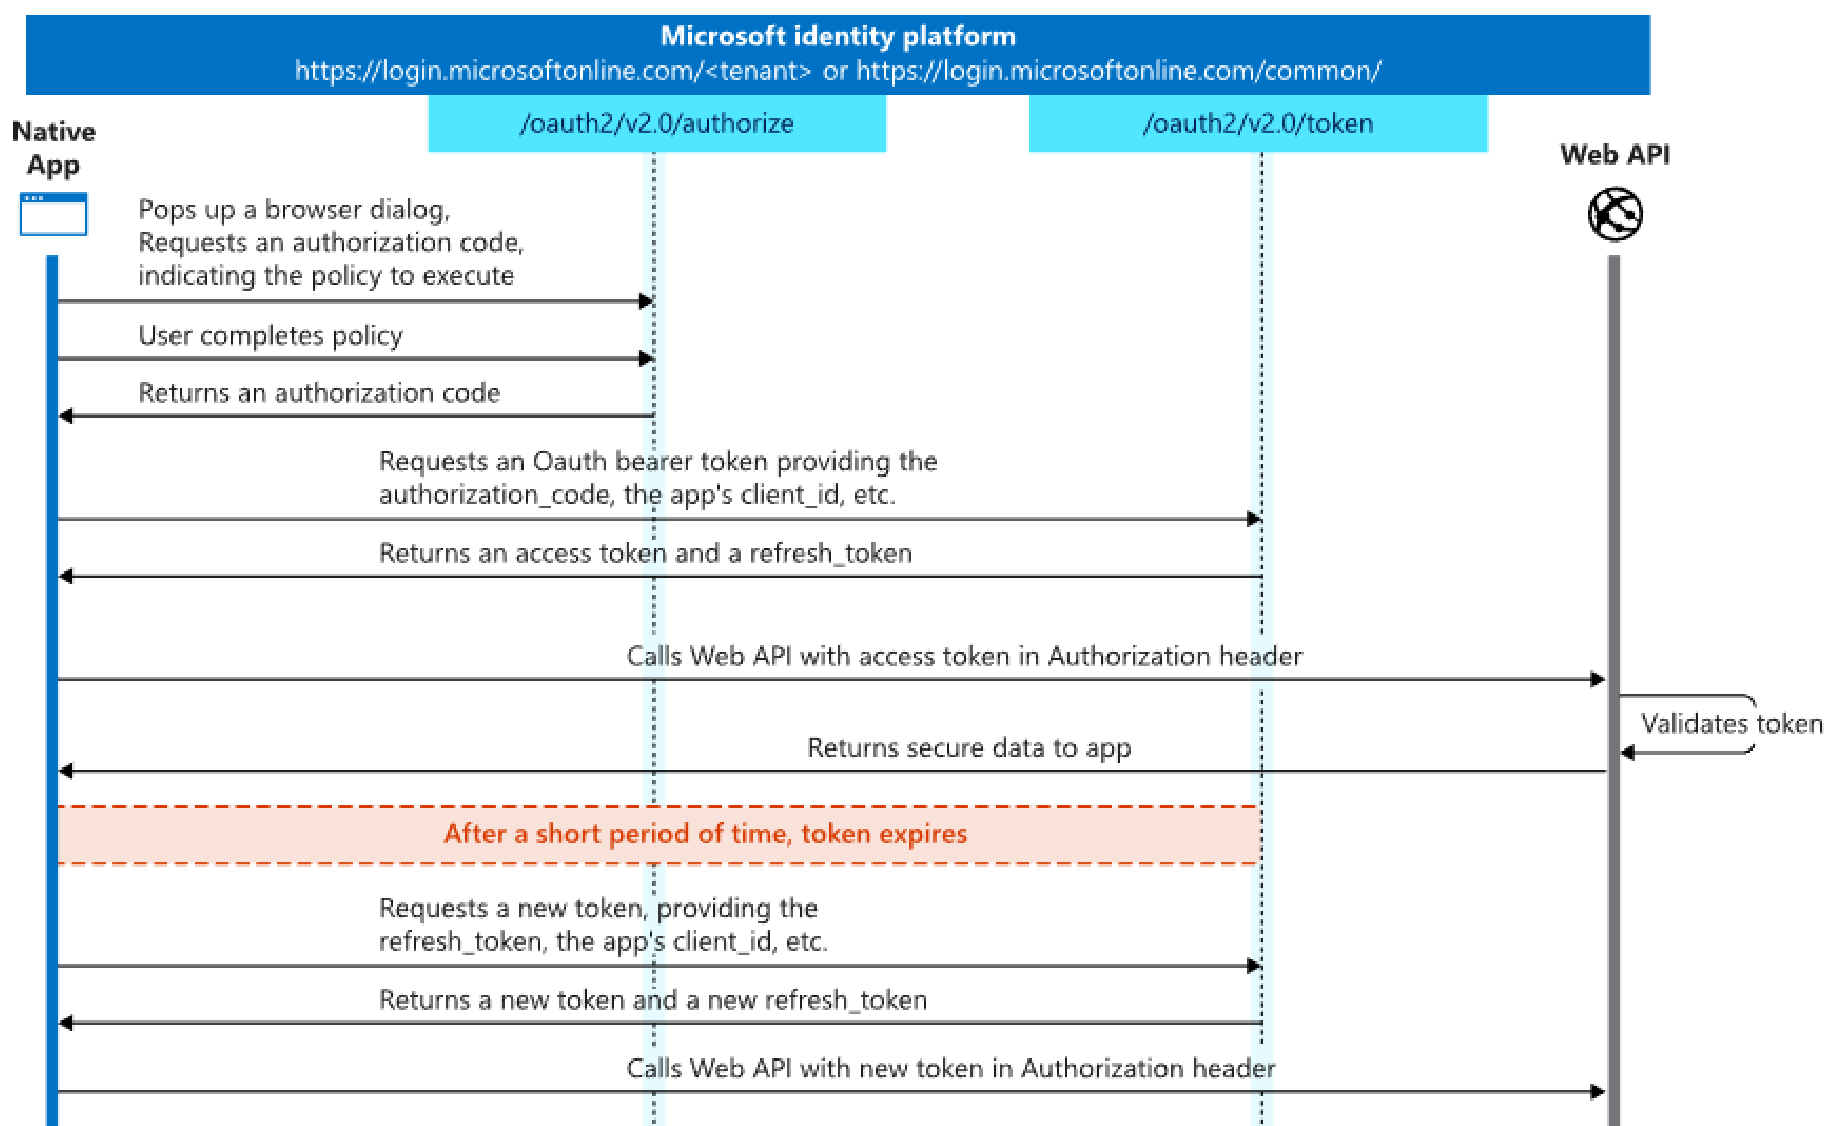 Microsoft identity platform
https://login.microsoftonline.com/<tenant> or https://login.microsoftonline.com/common/
/oauth2/v2.0/authorize
/oauth2/v2.0/token
Native
App
Web API
Pops up a browser dialog,
Requests an authorization code,
indicating the policy to execute
User completes policy
Returns an authorization code
Requests an Oauth bearer token providing the
authorization_code, the app's client_id, etc.
Returns an access token and a refresh_token
Calls Web API with access token in Authorization header
Validates token
Returns secure data to app
After a short period of time, token expires
Requests a new token, providing the
refresh_token, the app's client_id, etc.
Returns a new token and a new refresh_token
Calls Web API with new token in Authorization header